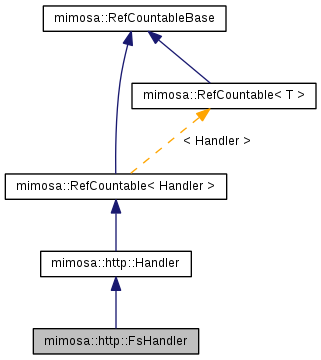 mimosa::RefCountableBase
mimosa::RefCountable< T >
< Handler >
mimosa::RefCountable< Handler >
mimosa::http::Handler
mimosa::http::FsHandler